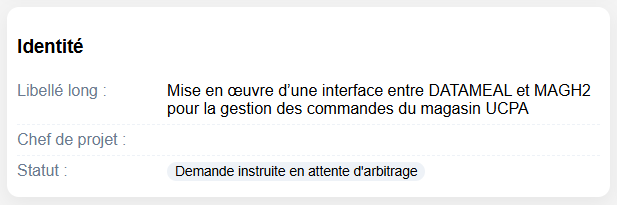 Identité
Libellé long : Mise en œuvre d’une interface entre DATAMEAL et MAGH2
pour la gestion des commandes du magasin UCPA
Chef de projet :
Statut : Demande instruite en attente d'arbitrage